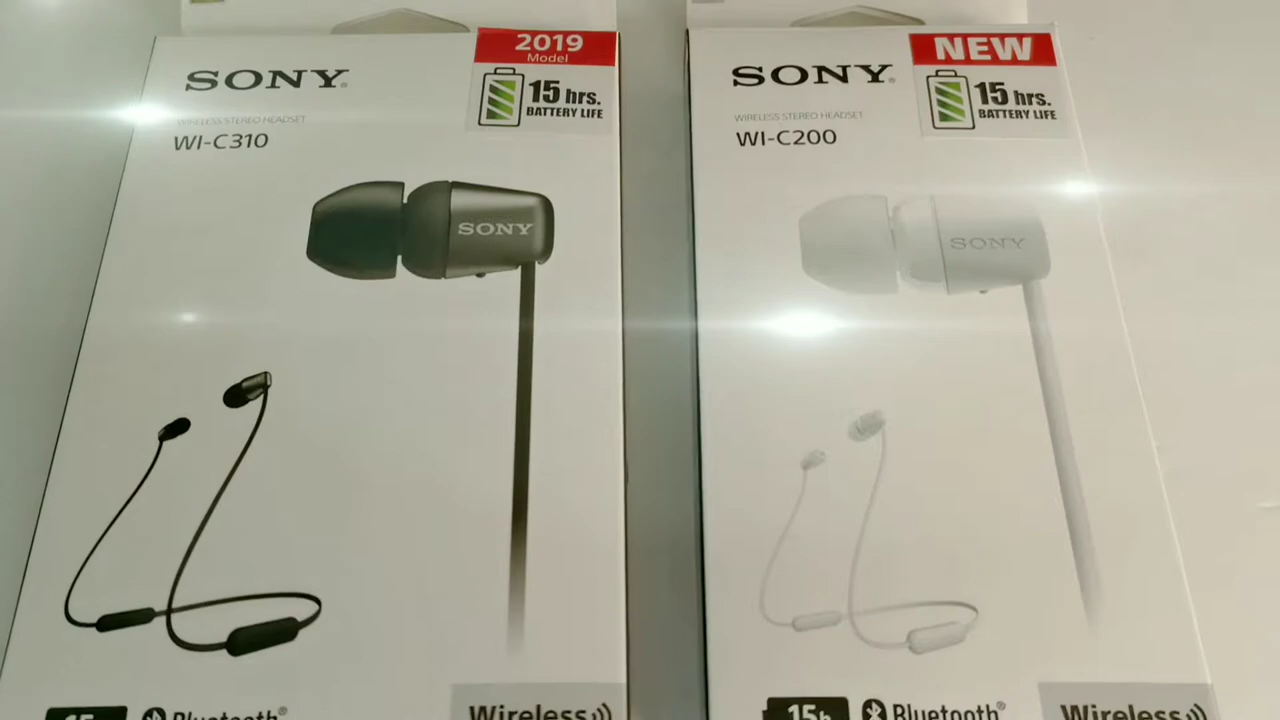 SONY®
2019
Model
15 hrs.
BATTERY LIFE
WIRELESS STEREO HEADSET
WI-C310
SONY
Bluetooth®
Wireless
SONY®
NEW
15 hrs.
BATTERY LIFE
WIRELESS STEREO HEADSET
WI-C200
SONY
15h
Bluetooth®
Wireless